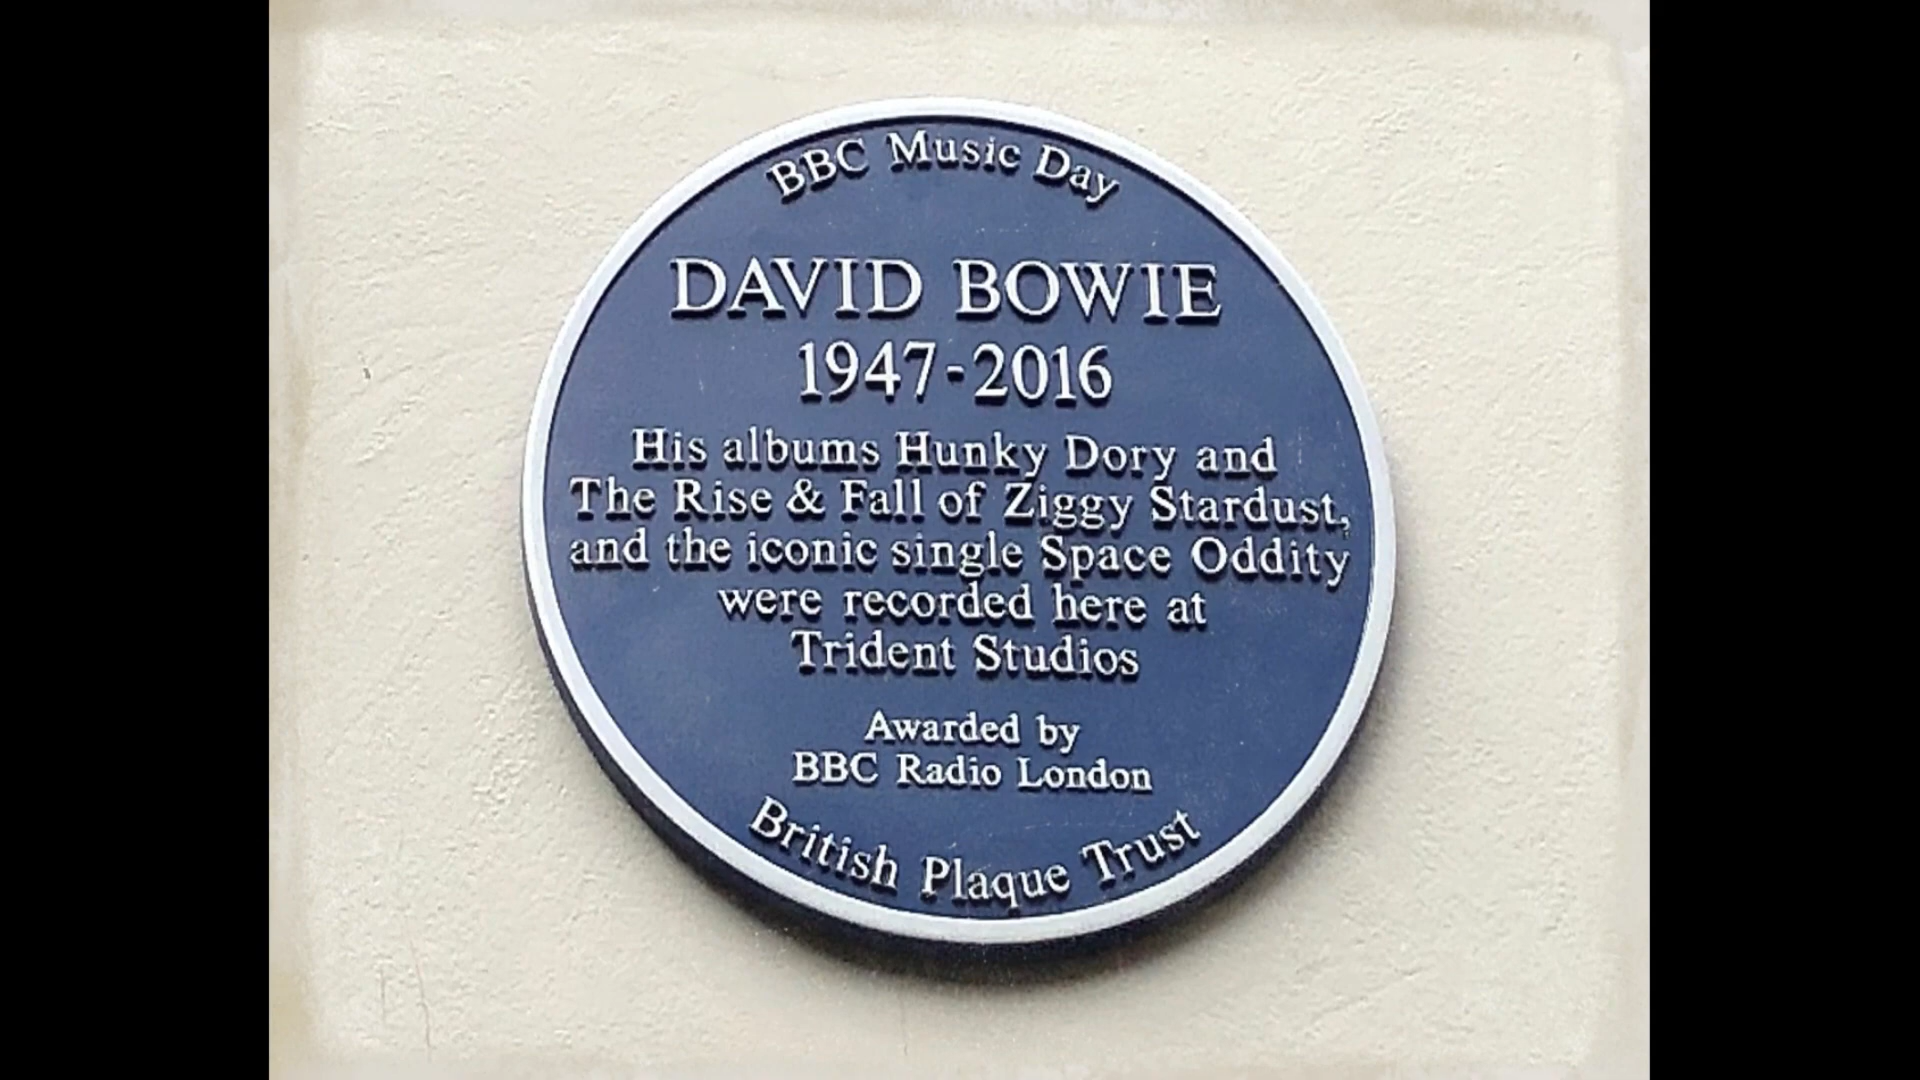 BBC Music Day
DAVID BOWIE
1947-2016
His albums Hunky Dory and
The Rise & Fall of Ziggy Stardust,
and the iconic single Space Oddity
were recorded here at
Trident Studios
Awarded by
BBC Radio London
British Plaque Trust